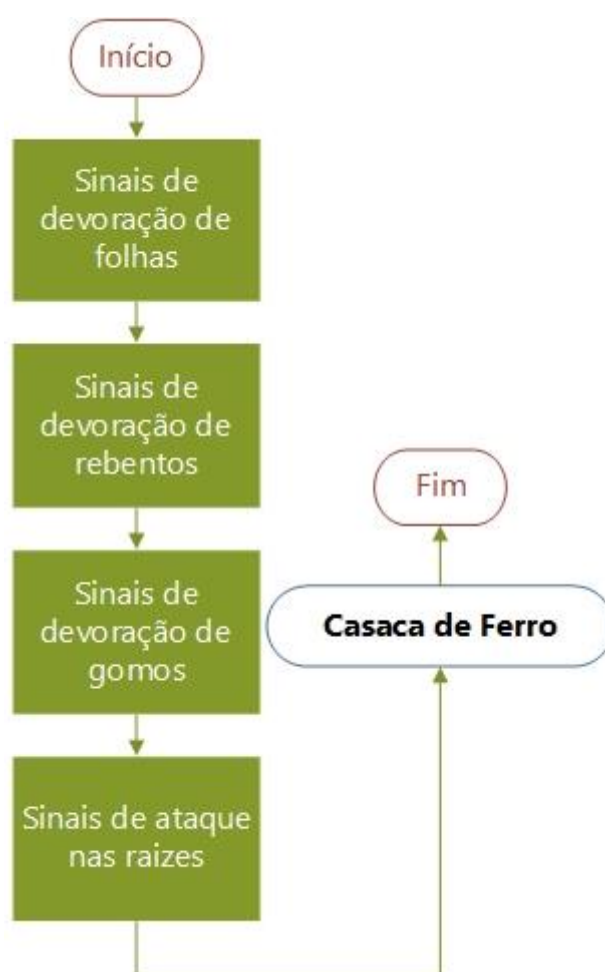 Início
Sinais de
devoração de
folhas
Sinais de
devoração de
rebentos
Sinais de
devoração de
gomos
Sinais de ataque
nas raizes
Casaca de Ferro
Fim